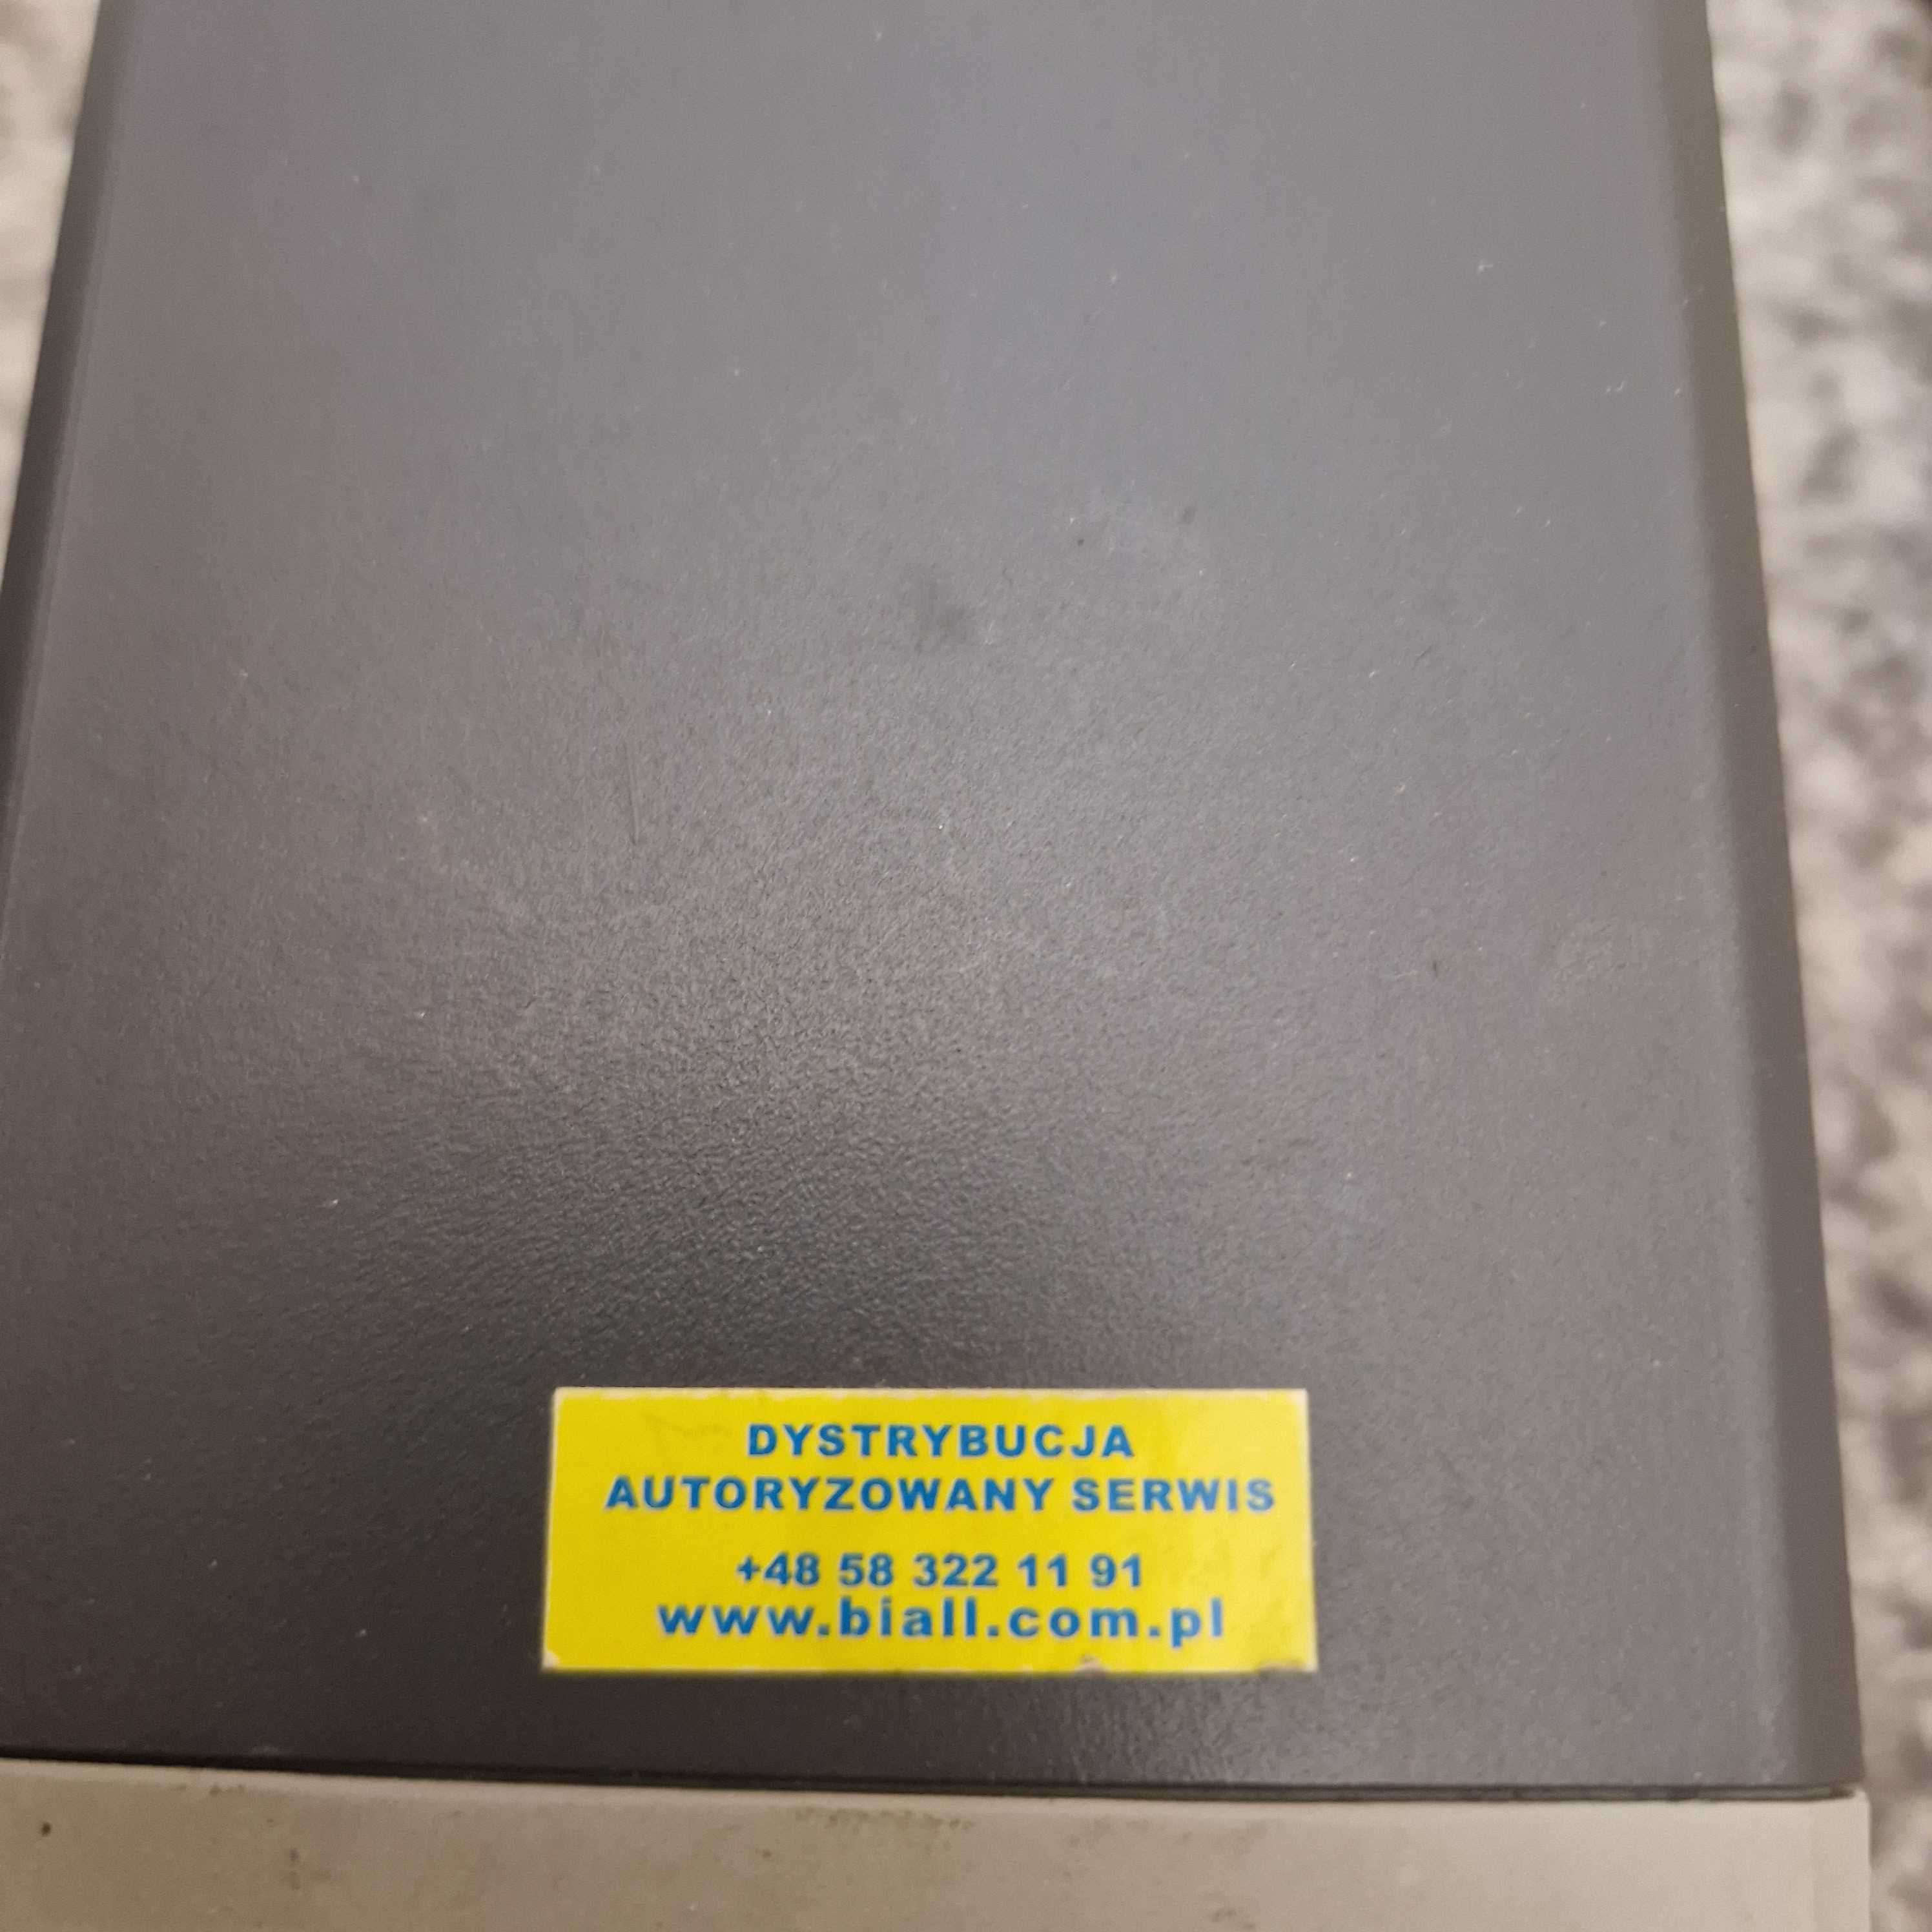 DYSTRYBUCJA
AUTORYZOWANY SERWIS
+48 58 322 11 91
www.biall.com.pl